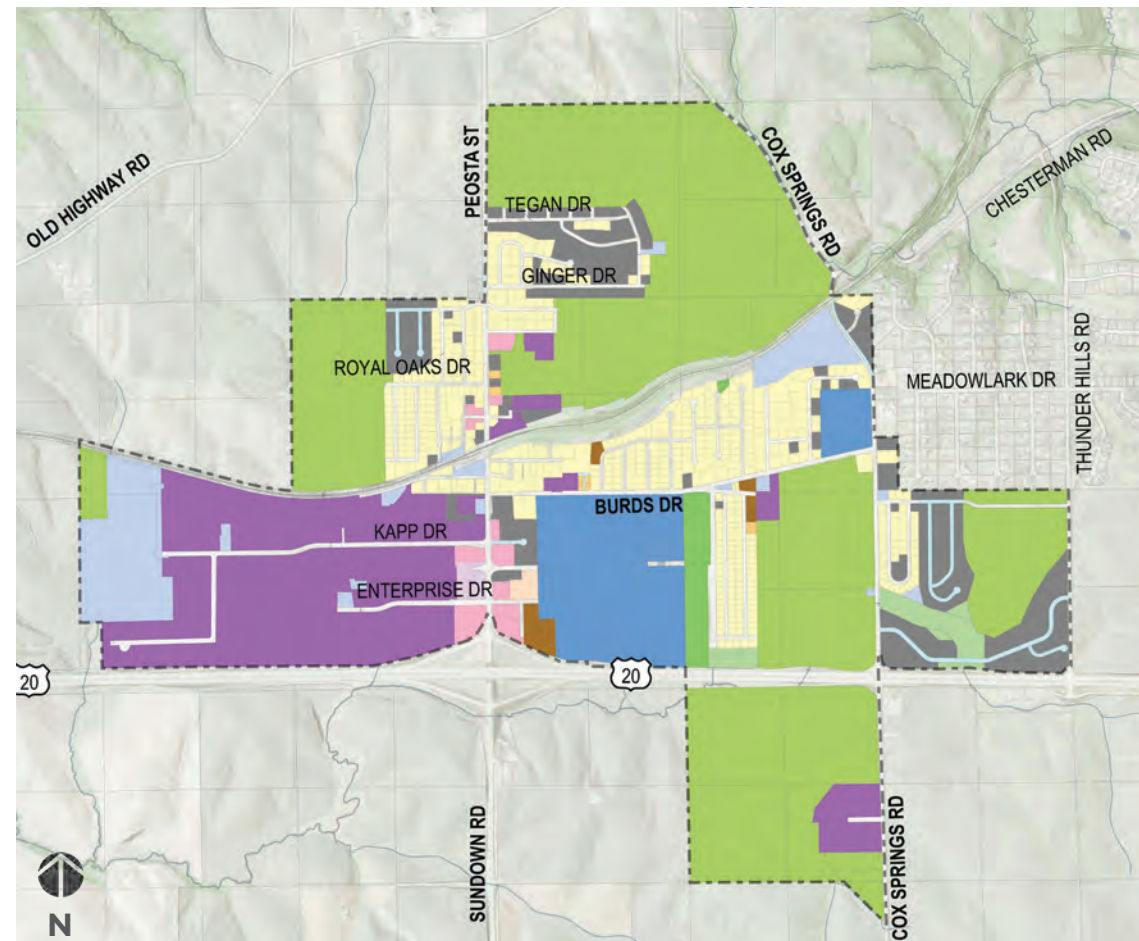 COX SPRINGS RD
CHESTERMAN RD
PEOSTA ST
OLD HIGHWAY RD
TEGAN DR
GINGER DR
THUNDER HILLS RD
ROYAL OAKS DR
MEADOWLARK DR
BURDS DR
KAPP DR
ENTERPRISE DR
20
20
SUNDOWN RD
COX SPRINGS RD
N